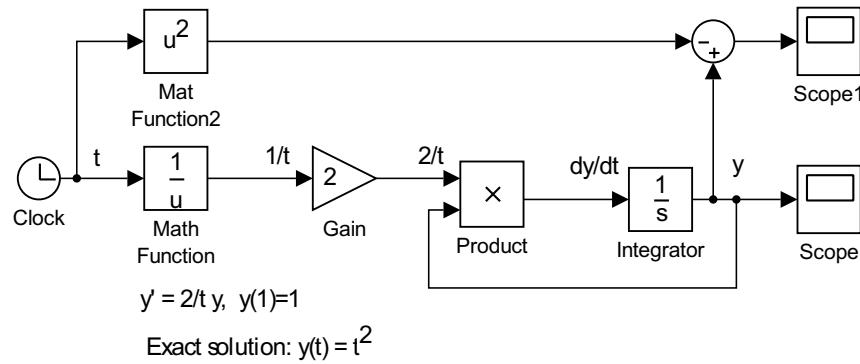 u²
Mat
Function2
-
+
Scope1
t
1/t
2/t
dy/dt
y
Clock
1
u
Math
Function
2
Gain
×
Product
1
s
Integrator
Scope
y' = 2/t y, y(1)=1
Exact solution: y(t) = t²